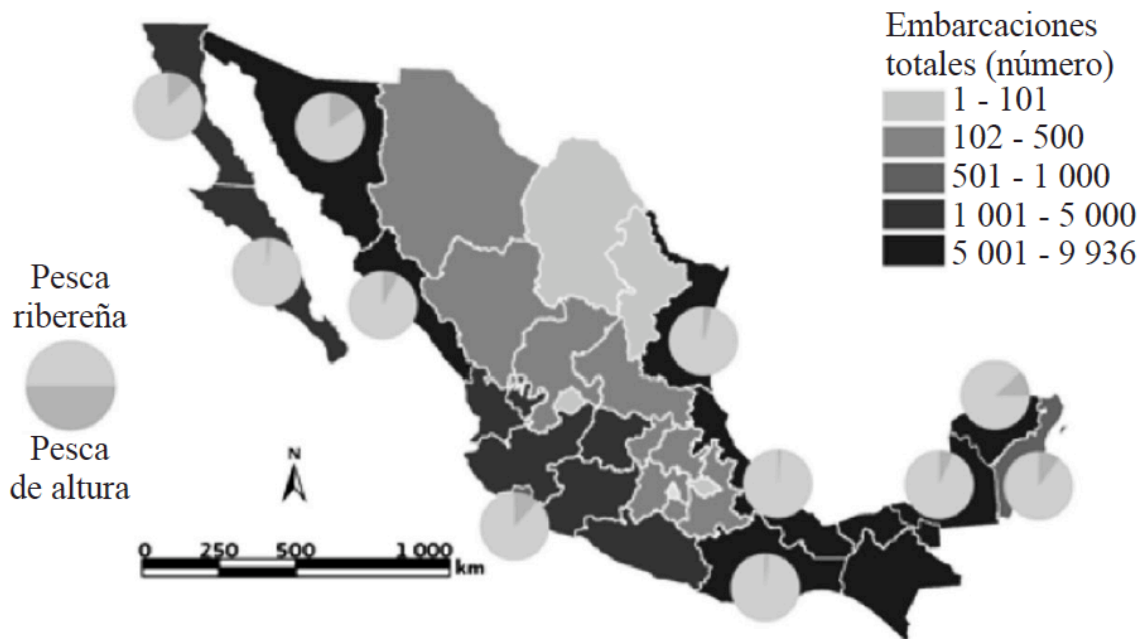 Embarcaciones
totales (número)
1 - 101
102 - 500
501 - 1 000
1 001 - 5 000
5 001 - 9 936
Pesca
ribereña
Pesca
de altura
N
0 250 500 1 000
km